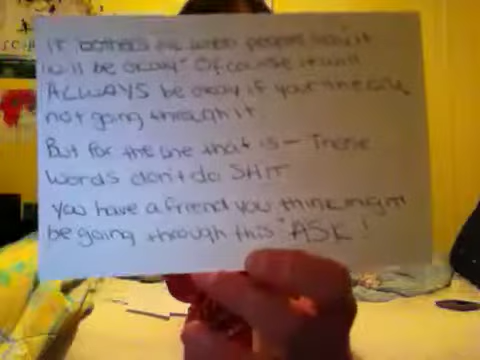 It bothers me when people say "it
will be okay" Of course it will
ALWAYS be okay if your the one
not going through it.
But for the one that is - Those
words don't do SHIT
You have a friend you think might
be going through this "ASK!